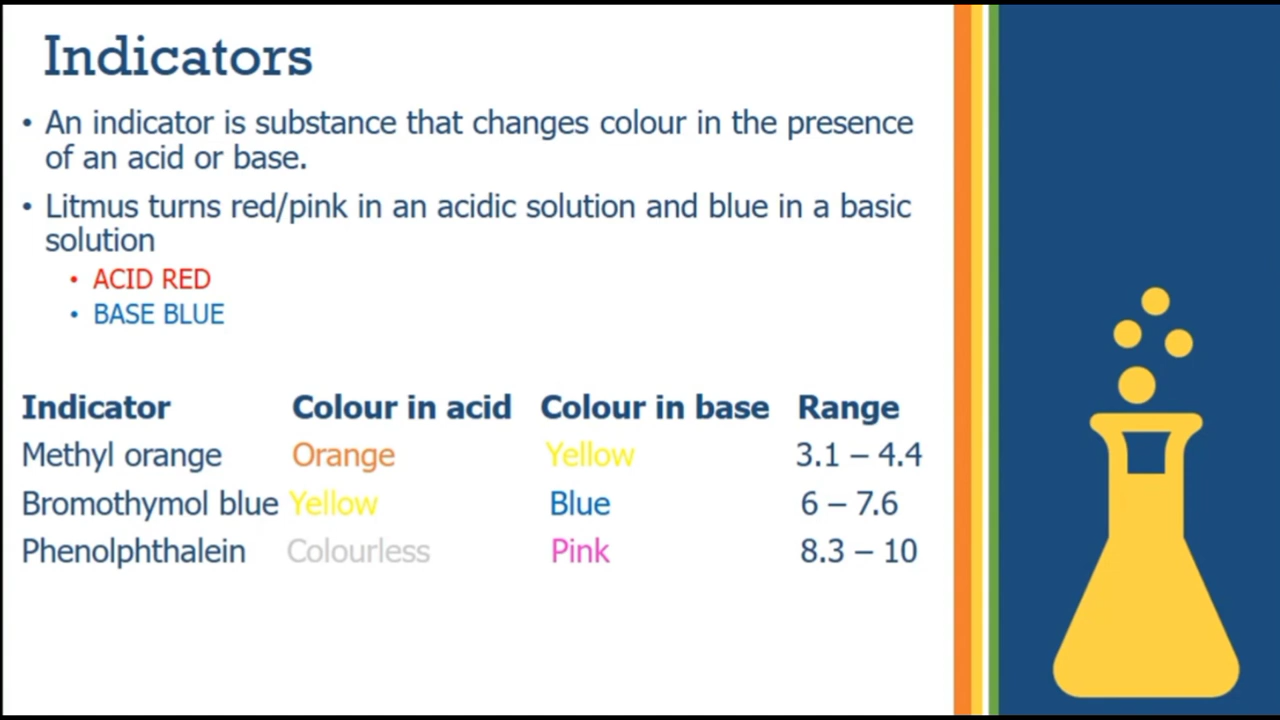 Indicators
• An indicator is substance that changes colour in the presence
of an acid or base.
• Litmus turns red/pink in an acidic solution and blue in a basic
solution
• ACID RED
• BASE BLUE
Indicator Colour in acid Colour in base Range
Methyl orange Orange Yellow 3.1 – 4.4
Bromothymol blue Yellow Blue 6 – 7.6
Phenolphthalein Colourless Pink 8.3 – 10